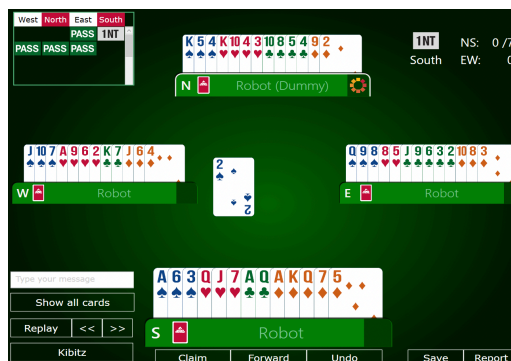 West North East South
PASS 1NT
PASS PASS PASS
K 5 4 K 10 4 3 10 8 5 4 9 2
N Robot (Dummy)
1NT NS: 0 /7
South EW: 0
J 10 7 A 9 6 2 K 7 J 6 4
W Robot
2
2
Q 9 8 8 5 J 9 6 3 2 10 8 3
E Robot
Type your message
Show all cards
Replay << >>
Kibitz
A 6 3 Q J 7 A Q A K Q 7 5
S Robot
Claim Forward Undo Save Report